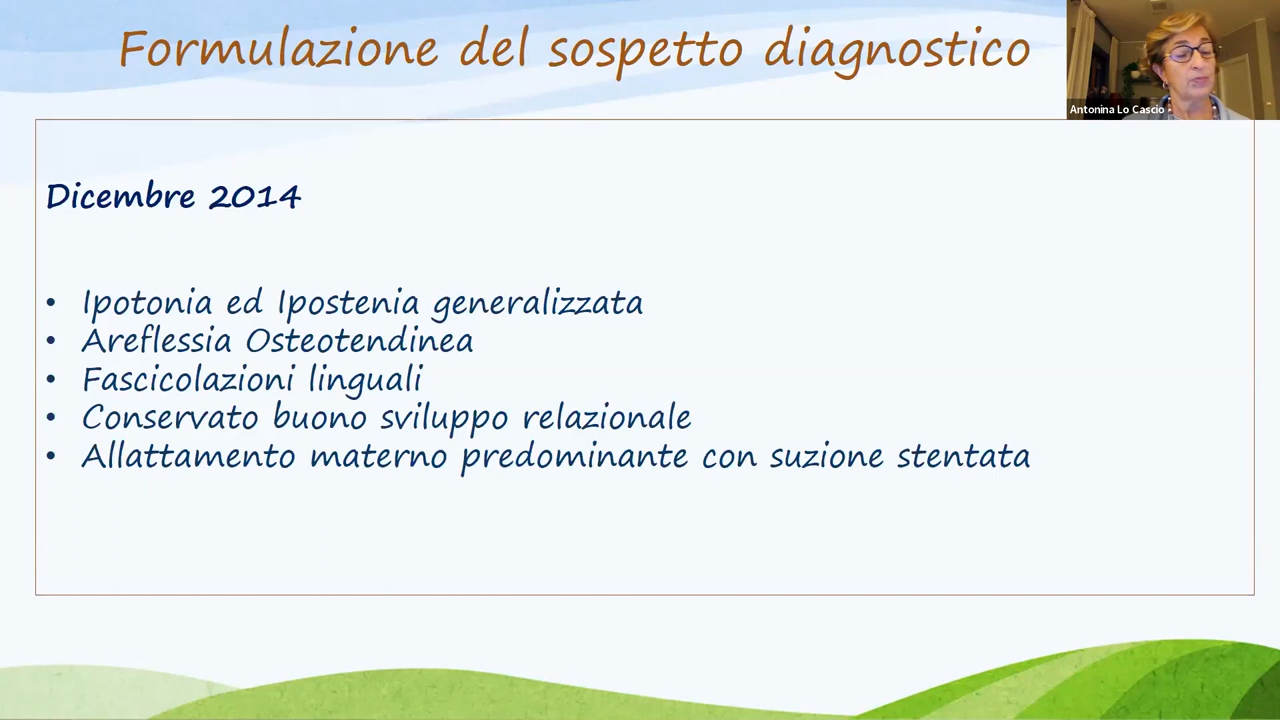 Formulazione del sospetto diagnostico
Antonina Lo Cascio
Dicembre 2014
• Ipotonia ed Ipostenia generalizzata
• Areflessia Osteotendinea
• Fascicolazioni linguali
• Conservato buono sviluppo relazionale
• Allattamento materno predominante con suzione stentata